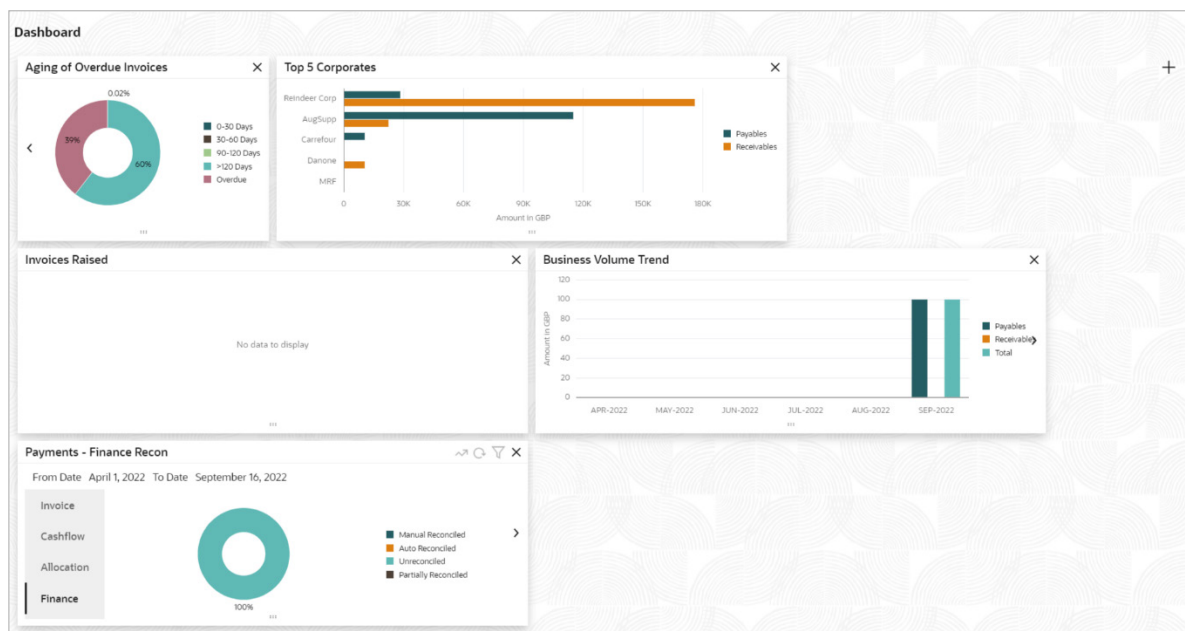 Dashboard
Aging of Overdue Invoices
0.02%
39%
60%
0-30 Days
30-60 Days
90-120 Days
>120 Days
Overdue
Top 5 Corporates
Reindeer Corp
AugSupp
Carrefour
Danone
MRF
0 30K 60K 90K 120K 150K 180K
Amount in GBP
Payables
Receivables
Invoices Raised
No data to display
Business Volume Trend
Amount in GBP
120
100
80
60
40
20
0
APR-2022 MAY-2022 JUN-2022 JUL-2022 AUG-2022 SEP-2022
Payables
Receivables
Total
Payments - Finance Recon
From Date April 1, 2022 To Date September 16, 2022
Invoice
Cashflow
Allocation
Finance
100%
Manual Reconciled
Auto Reconciled
Unreconciled
Partially Reconciled